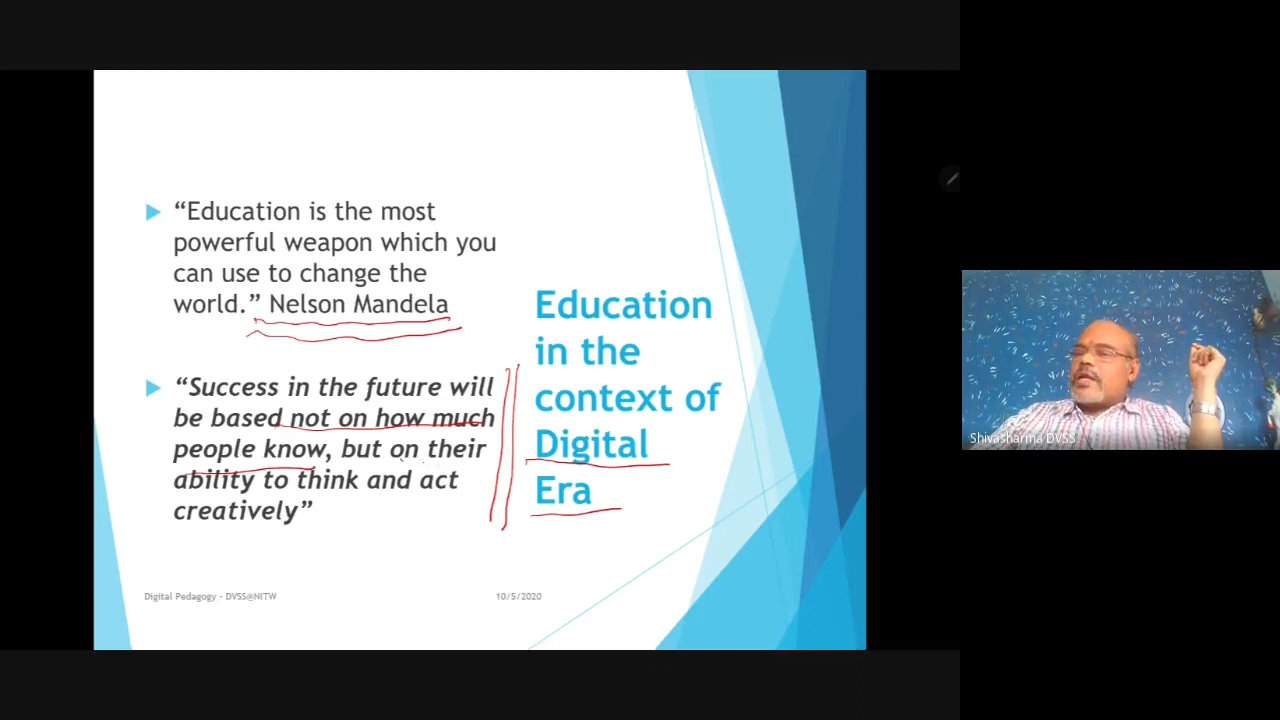 “Education is the most
powerful weapon which you
can use to change the
world.” Nelson Mandela
“Success in the future will
be based not on how much
people know, but on their
ability to think and act
creatively”
Education
in the
context of
Digital
Era
Digital Pedagogy - DVSS@NITW
10/5/2020
Shivasharma DVSS